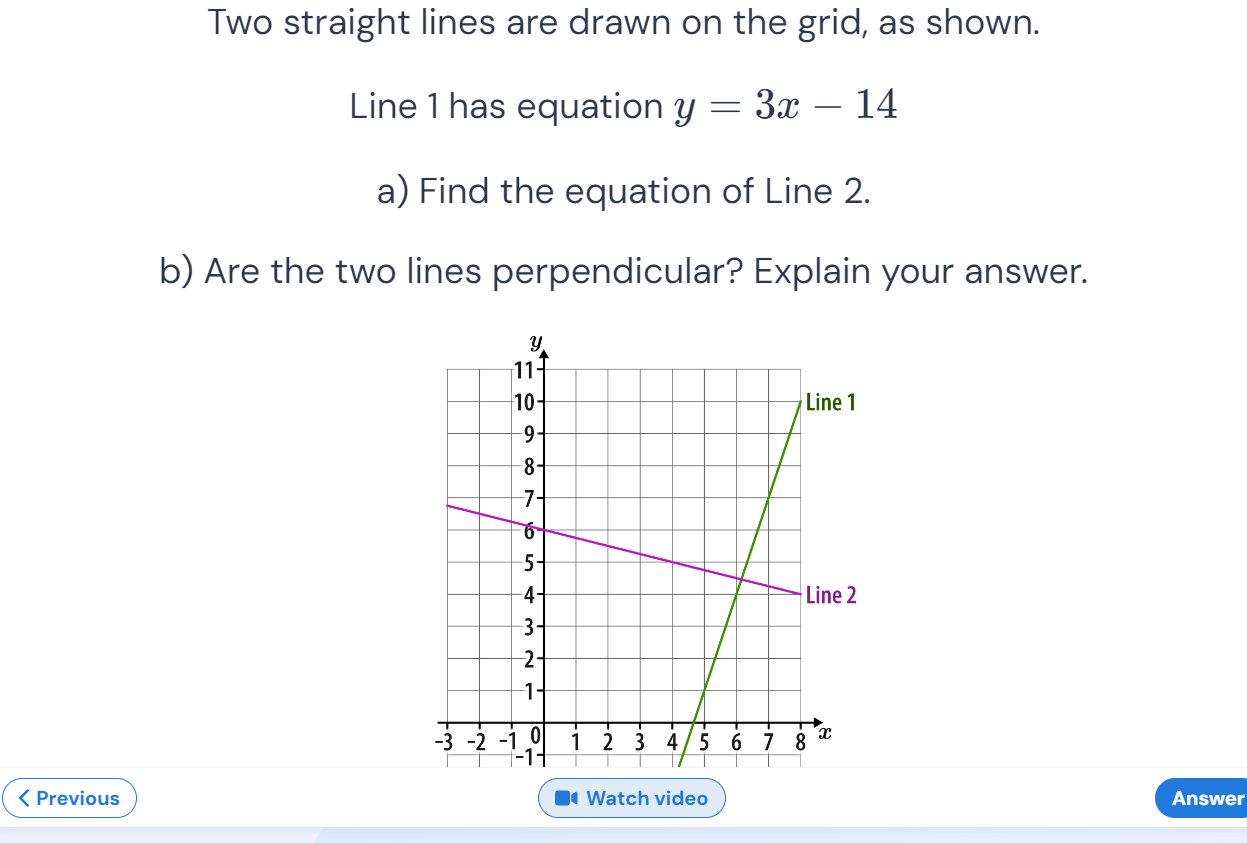 Two straight lines are drawn on the grid, as shown.
Line 1 has equation y = 3x − 14
a) Find the equation of Line 2.
b) Are the two lines perpendicular? Explain your answer.
y
11
10
Line 1
9
8
7
6
5
4
Line 2
3
2
1
-3 -2 -1 0 1 2 3 4 5 6 7 8 x
-1
Previous
Watch video
Answer